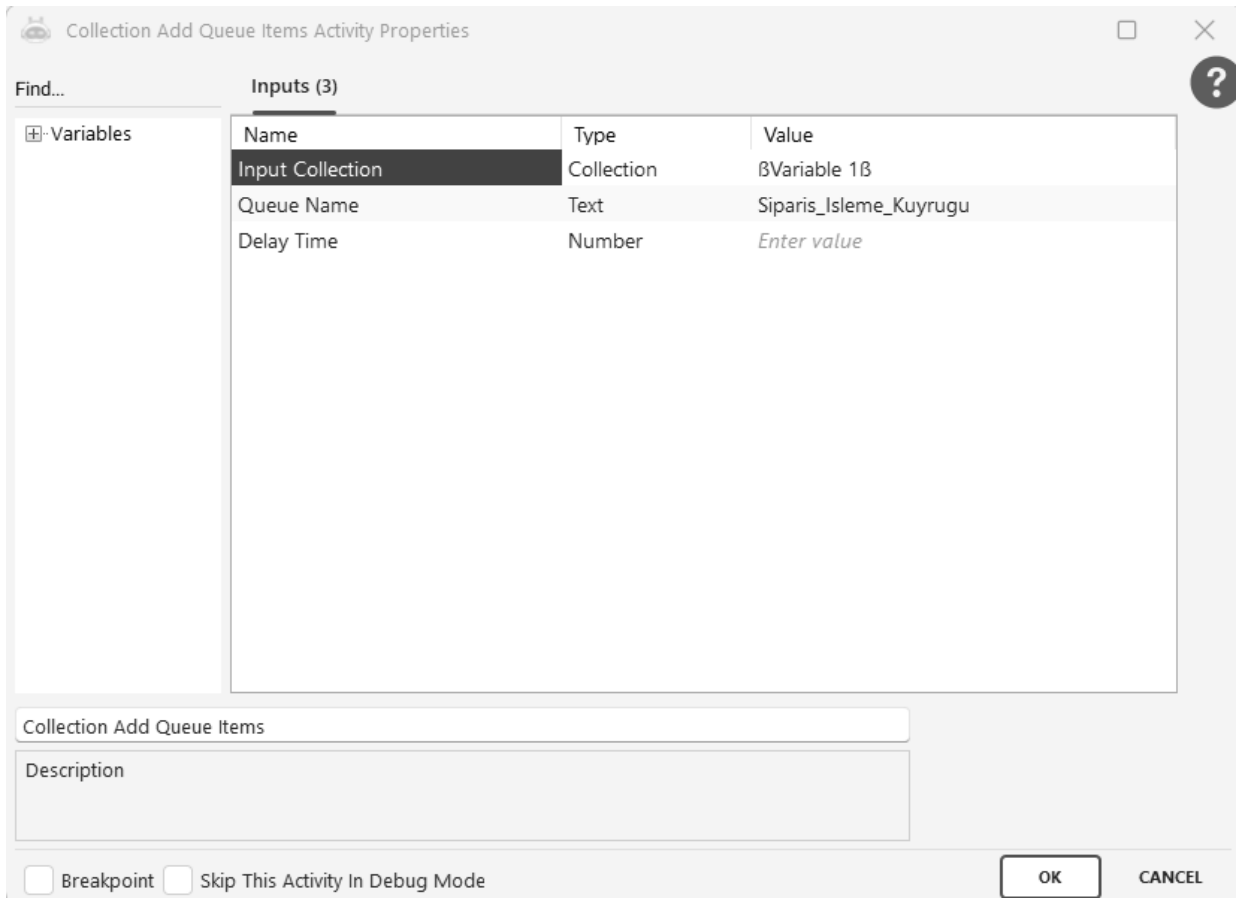 Collection Add Queue Items Activity Properties
?
Find...
Inputs (3)
Variables
Name Type Value
Input Collection Collection ßVariable 1ß
Queue Name Text Siparis_Isleme_Kuyrugu
Delay Time Number Enter value
Collection Add Queue Items
Description
Breakpoint Skip This Activity In Debug Mode OK CANCEL